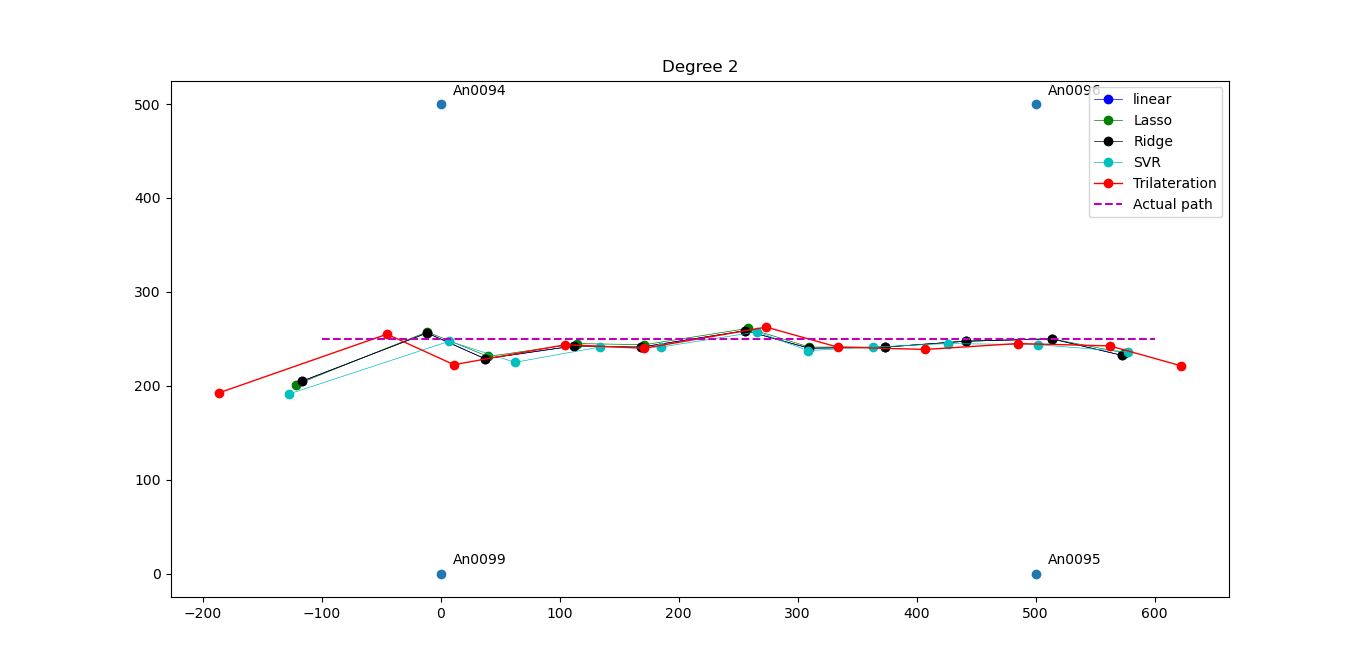 Degree 2
An0094
An0096
linear
Lasso
Ridge
SVR
Trilateration
Actual path
500
400
300
200
100
0
An0099
An0095
−200
−100
0
100
200
300
400
500
600